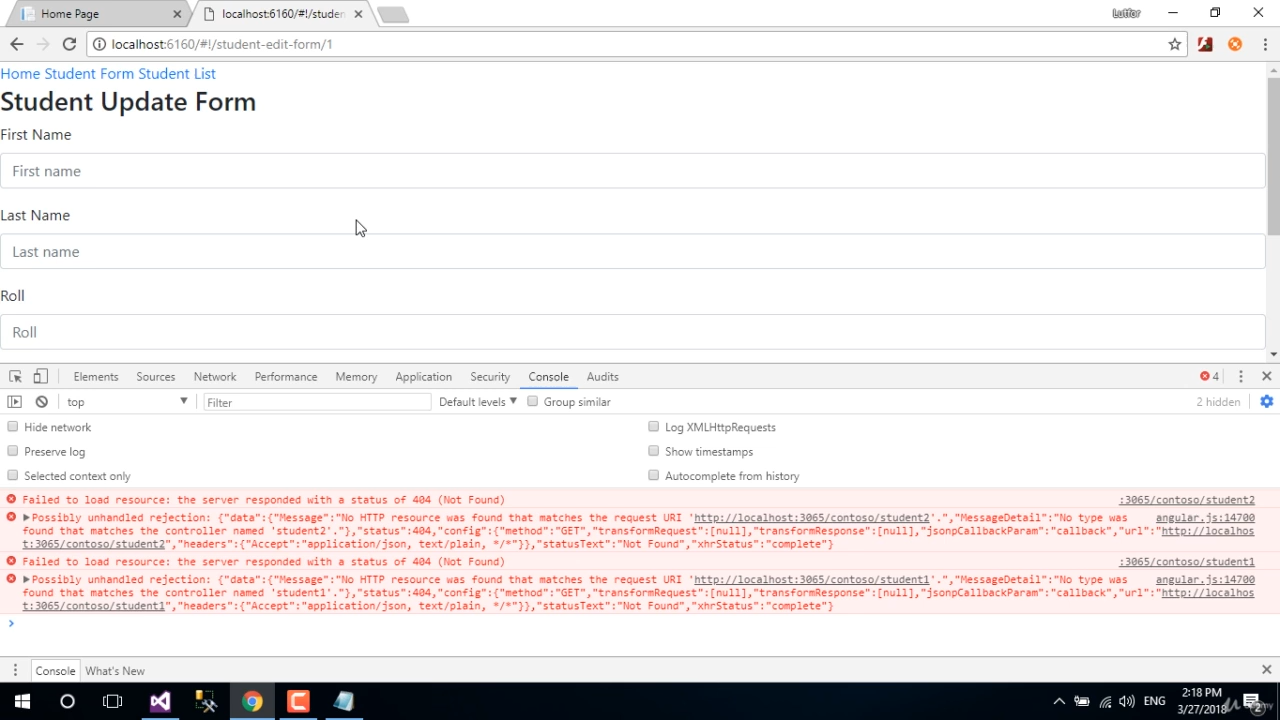 Home Page
localhost:6160/#!/studen
Lutfor
localhost:6160/#!/student-edit-form/1
Home Student Form Student List
Student Update Form
First Name
First name
Last Name
Last name
Roll
Roll
Elements Sources Network Performance Memory Application Security Console Audits
4
top
Filter
Default levels
Group similar
2 hidden
Hide network
Log XMLHttpRequests
Preserve log
Show timestamps
Selected context only
Autocomplete from history
Failed to load resource: the server responded with a status of 404 (Not Found) :3065/contoso/student2
Possibly unhandled rejection: {"data":{"Message":"No HTTP resource was found that matches the request URI 'http://localhost:3065/contoso/student2'.","MessageDetail":"No type was angular.js:14700
found that matches the controller named 'student2'."},"status":404,"config":{"method":"GET","transformRequest":[null],"transformResponse":[null],"jsonpCallbackParam":"callback","url":"http://localhos
t:3065/contoso/student2","headers":{"Accept":"application/json, text/plain, */*"}},"statusText":"Not Found","xhrStatus":"complete"}
Failed to load resource: the server responded with a status of 404 (Not Found) :3065/contoso/student1
Possibly unhandled rejection: {"data":{"Message":"No HTTP resource was found that matches the request URI 'http://localhost:3065/contoso/student1'.","MessageDetail":"No type was angular.js:14700
found that matches the controller named 'student1'."},"status":404,"config":{"method":"GET","transformRequest":[null],"transformResponse":[null],"jsonpCallbackParam":"callback","url":"http://localhos
t:3065/contoso/student1","headers":{"Accept":"application/json, text/plain, */*"}},"statusText":"Not Found","xhrStatus":"complete"}
Console What's New
ENG
2:18 PM
3/27/2018
2